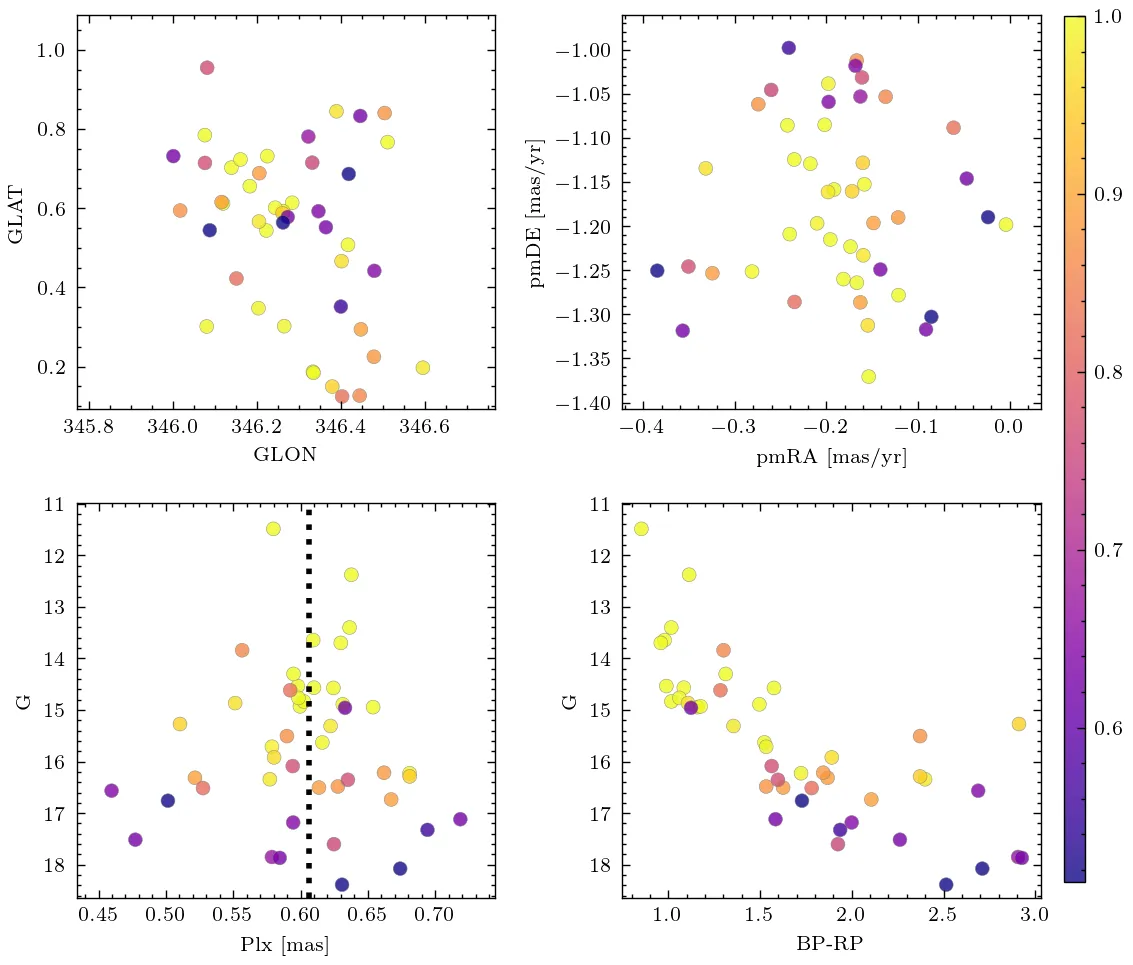 1.0
0.8
0.6
0.4
0.2
GLAT
345.8 346.0 346.2 346.4 346.6
GLON
−1.00
−1.05
−1.10
−1.15
−1.20
−1.25
−1.30
−1.35
−1.40
pmDE [mas/yr]
−0.4 −0.3 −0.2 −0.1 0.0
pmRA [mas/yr]
1.0
0.9
0.8
0.7
0.6
11
12
13
14
15
16
17
18
G
0.45 0.50 0.55 0.60 0.65 0.70
Plx [mas]
11
12
13
14
15
16
17
18
G
1.0 1.5 2.0 2.5 3.0
BP-RP